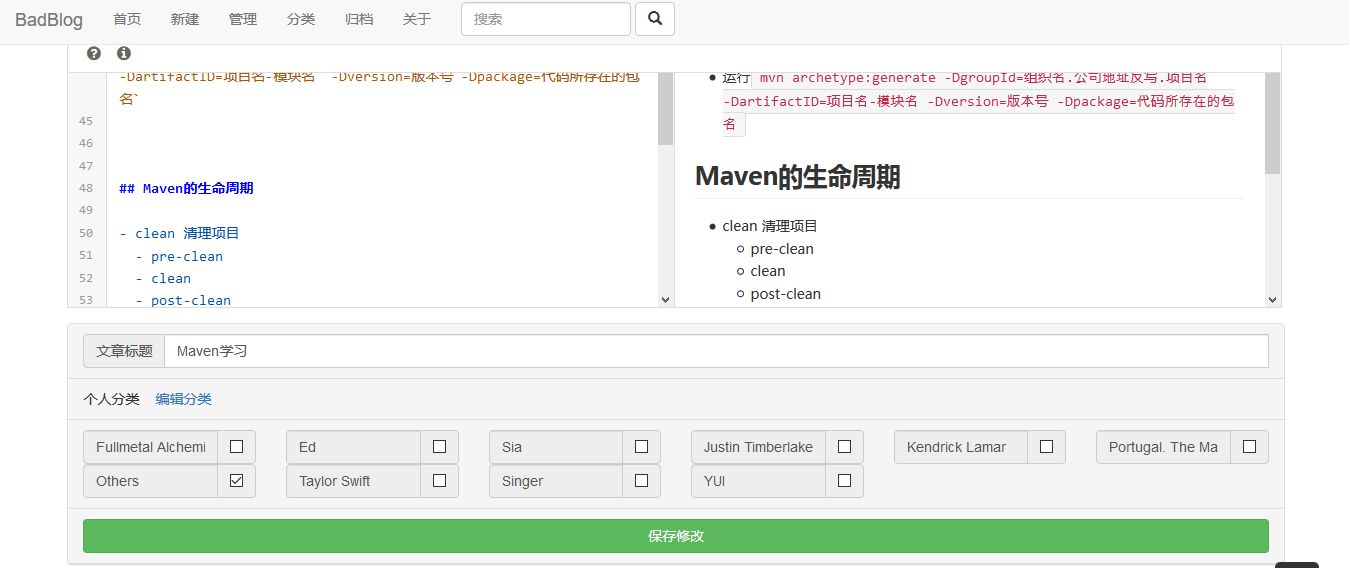 BadBlog 首页 新建 管理 分类 归档 关于 搜索
-DartifactID=项目名-模块名 -Dversion=版本号 -Dpackage=代码所存在的包
名`
45
46
47
48 ## Maven的生命周期
49
50 - clean 清理项目
51 - pre-clean
52 - clean
53 - post-clean
运行 mvn archetype:generate -DgroupId=组织名.公司地址反写.项目名
-DartifactID=项目名-模块名 -Dversion=版本号 -Dpackage=代码所存在的包
名
Maven的生命周期
clean 清理项目
pre-clean
clean
post-clean
文章标题 Maven学习
个人分类 编辑分类
Fullmetal Alchemi Ed Sia Justin Timberlake Kendrick Lamar Portugal. The Ma
Others Taylor Swift Singer YUI
保存修改